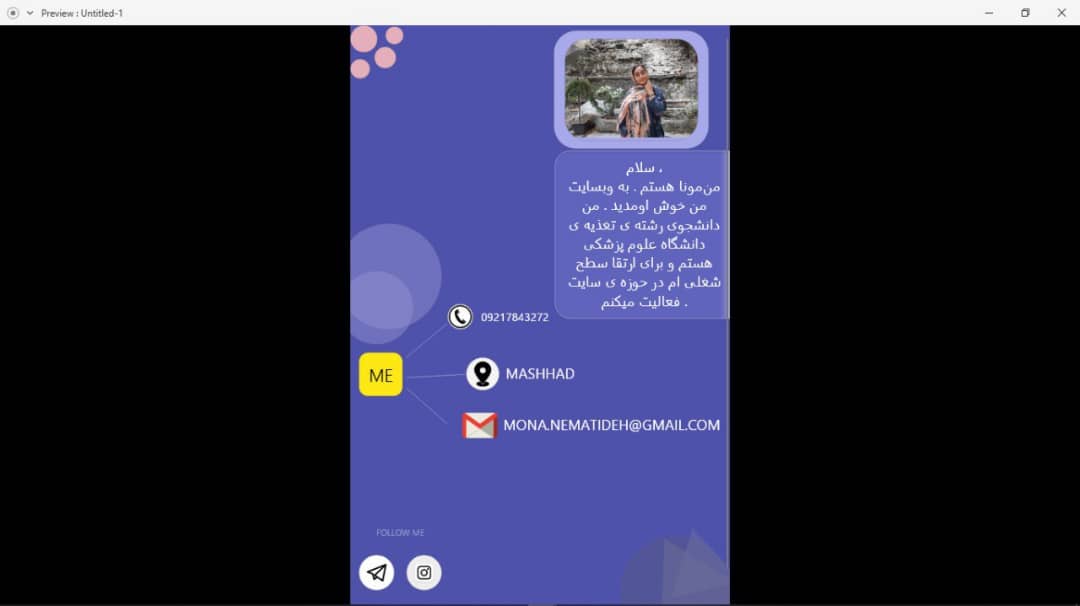 Preview : Untitled-1
، سلام
من‌مونا هستم . به وبسایت
من خوش اومدید . من
دانشجوی رشته ی تغذیه ی
دانشگاه علوم پزشکی
هستم و برای ارتقا سطح
شغلی ام در حوزه ی سایت
. فعالیت میکنم
09217843272
ME
MASHHAD
MONA.NEMATIDEH@GMAIL.COM
FOLLOW ME